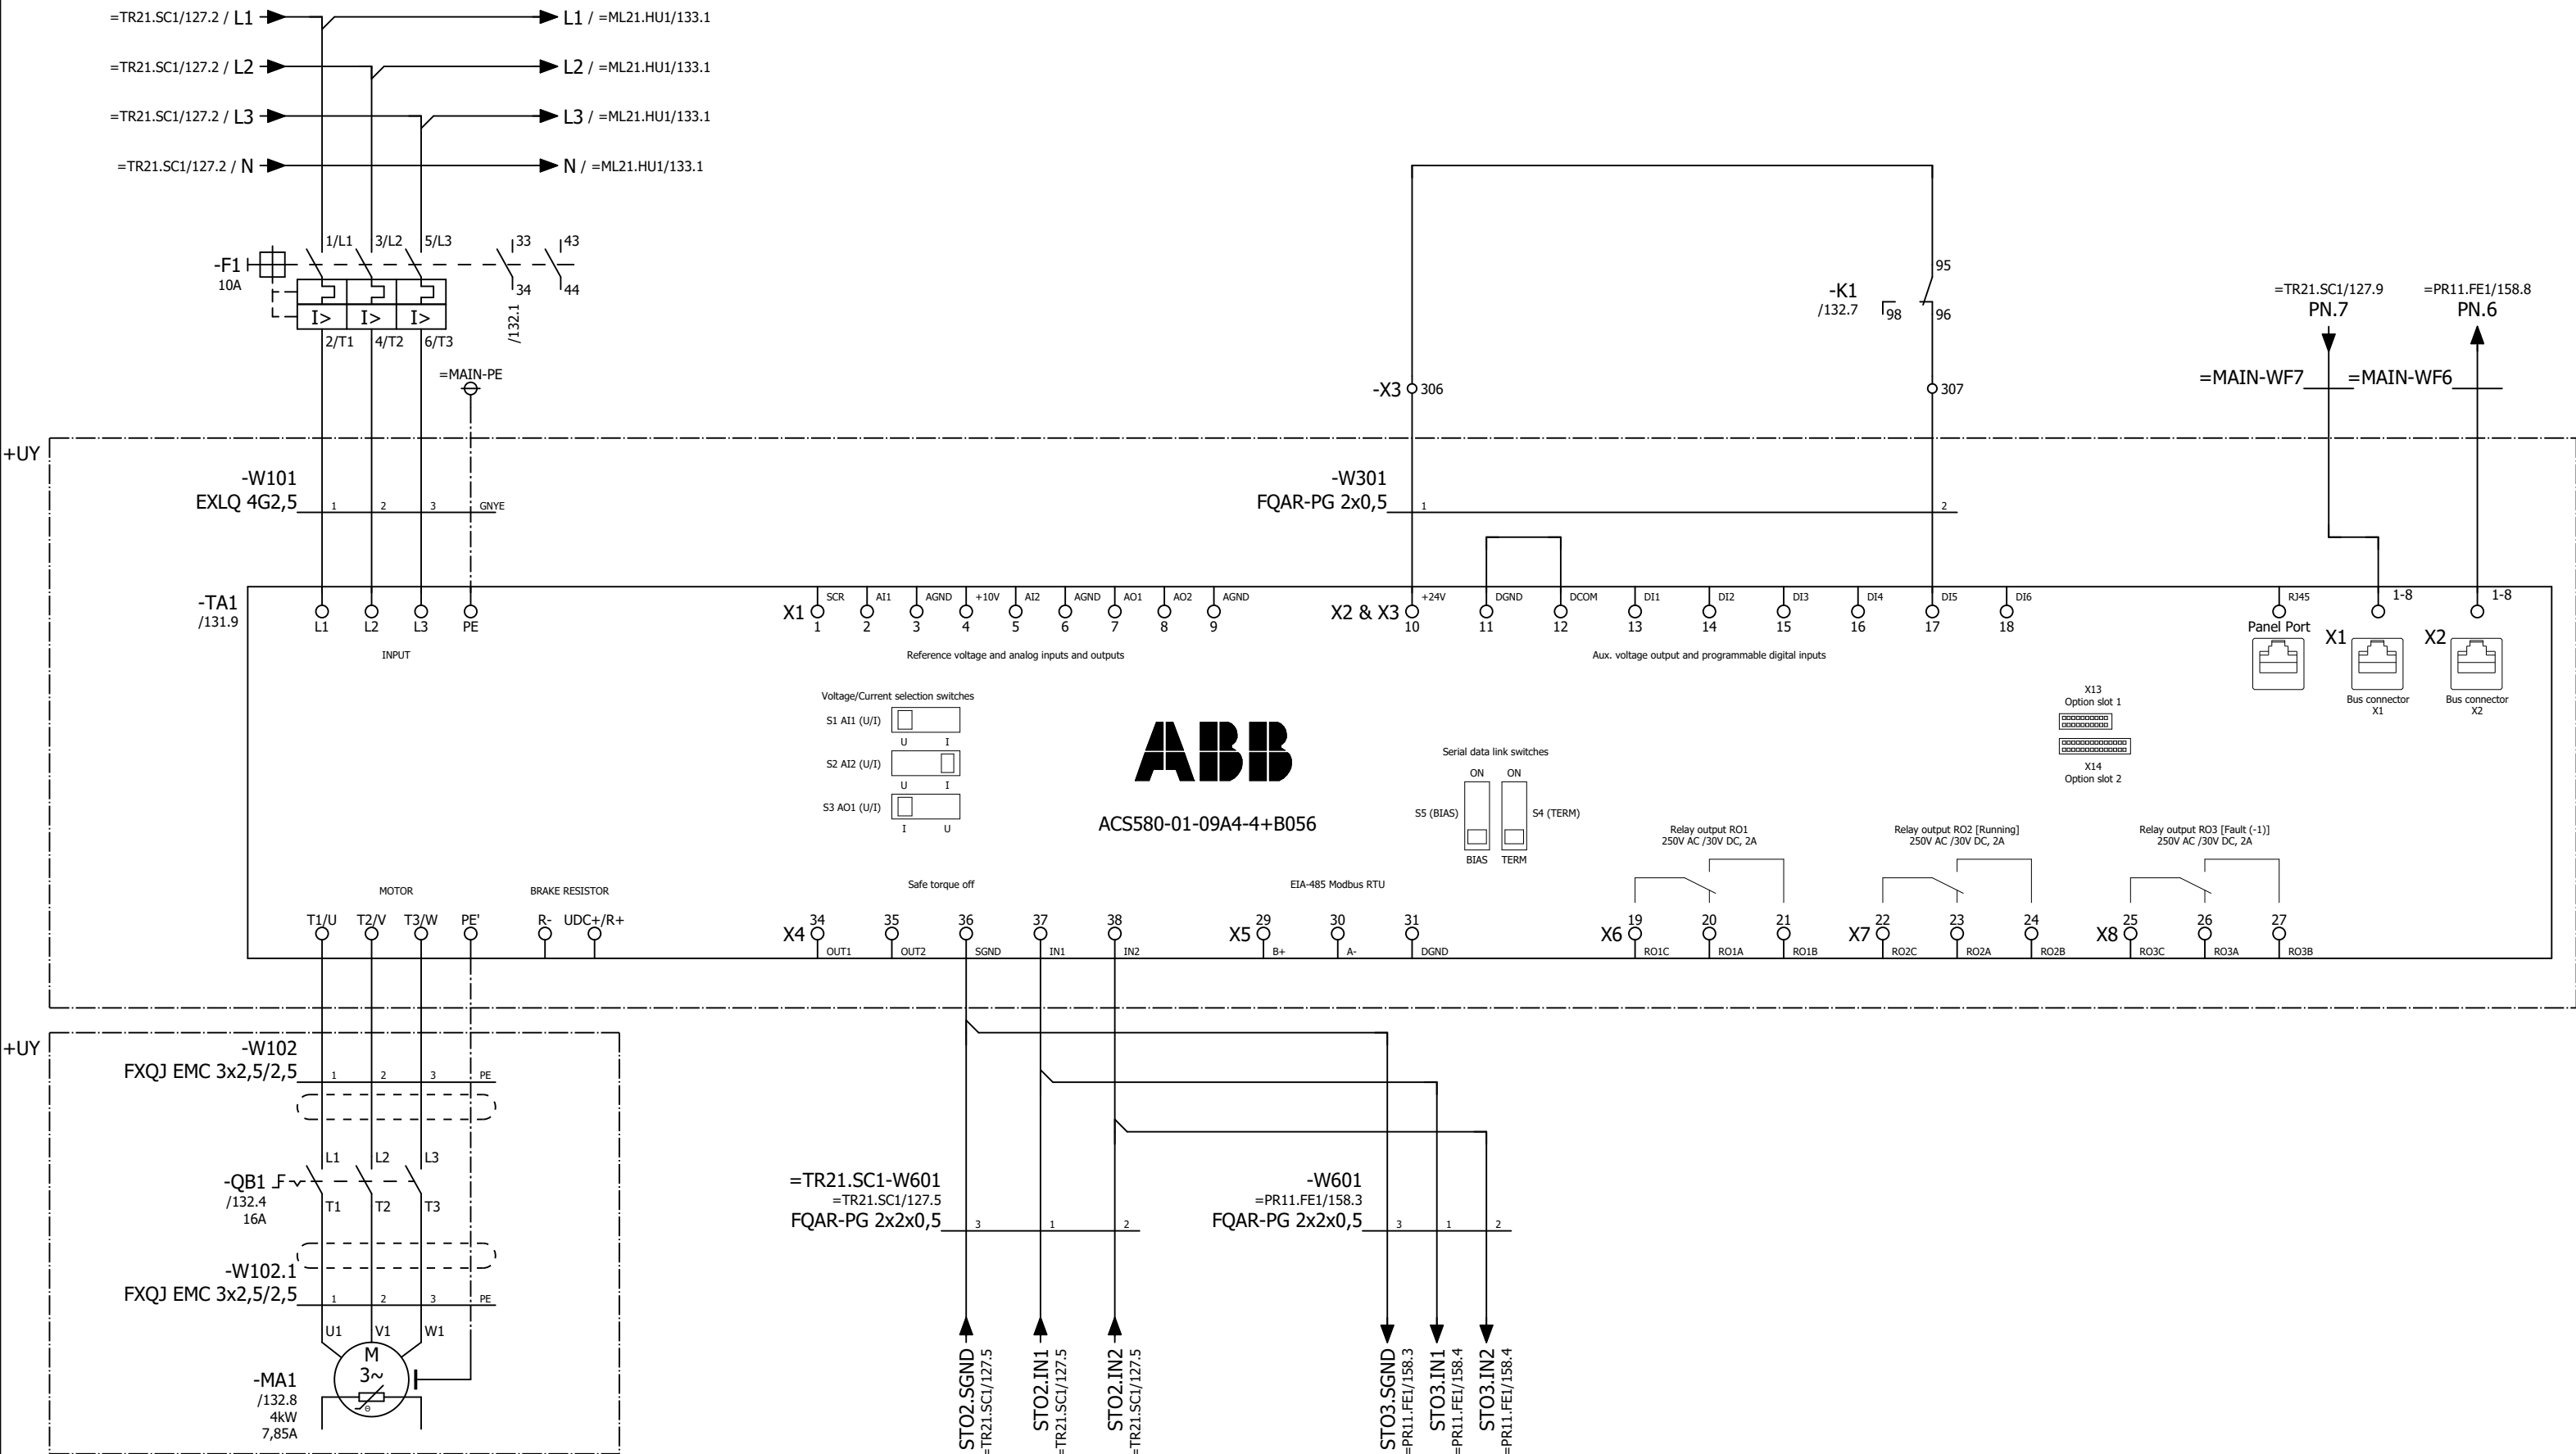 =TR21.SC1/127.2 / L1
L1 / =ML21.HU1/133.1
=TR21.SC1/127.2 / L2
L2 / =ML21.HU1/133.1
=TR21.SC1/127.2 / L3
L3 / =ML21.HU1/133.1
=TR21.SC1/127.2 / N
N / =ML21.HU1/133.1
-F1
10A
1/L1 3/L2 5/L3 33 43
34 44
/132.1
I> I> I>
2/T1 4/T2 6/T3
=MAIN-PE
-K1
/132.7
95
98 96
-X3 306 307
=TR21.SC1/127.9
PN.7
=PR11.FE1/158.8
PN.6
=MAIN-WF7 =MAIN-WF6
+UY
-W101
EXLQ 4G2,5
1 2 3 GNYE
-W301
FQAR-PG 2x0,5
1 2
-TA1
/131.9
L1 L2 L3 PE
INPUT
X1
SCR AI1 AGND +10V AI2 AGND AO1 AO2 AGND
1 2 3 4 5 6 7 8 9
Reference voltage and analog inputs and outputs
X2 & X3
+24V DGND DCOM DI1 DI2 DI3 DI4 DI5 DI6
10 11 12 13 14 15 16 17 18
Aux. voltage output and programmable digital inputs
RJ45 1-8 1-8
Panel Port X1 X2
Bus connector
X1
Bus connector
X2
Voltage/Current selection switches
S1 AI1 (U/I)
U I
S2 AI2 (U/I)
U I
S3 AO1 (U/I)
I U
ABB
ACS580-01-09A4-4+B056
Serial data link switches
ON ON
S5 (BIAS) S4 (TERM)
BIAS TERM
X13
Option slot 1
X14
Option slot 2
Relay output RO1
250V AC /30V DC, 2A
Relay output RO2 [Running]
250V AC /30V DC, 2A
Relay output RO3 [Fault (-1)]
250V AC /30V DC, 2A
MOTOR
BRAKE RESISTOR
Safe torque off
EIA-485 Modbus RTU
T1/U T2/V T3/W PE' R- UDC+/R+
X4
34 35 36 37 38
OUT1 OUT2 SGND IN1 IN2
X5
29 30 31
B+ A- DGND
X6
19 20 21
RO1C RO1A RO1B
X7
22 23 24
RO2C RO2A RO2B
X8
25 26 27
RO3C RO3A RO3B
+UY
-W102
FXQJ EMC 3x2,5/2,5
1 2 3 PE
-QB1
/132.4
16A
L1 L2 L3
T1 T2 T3
-W102.1
FXQJ EMC 3x2,5/2,5
1 2 3 PE
U1 V1 W1
M
3~
θ
-MA1
/132.8
4kW
7,85A
=TR21.SC1-W601
=TR21.SC1/127.5
FQAR-PG 2x2x0,5
3 1 2
-W601
=PR11.FE1/158.3
FQAR-PG 2x2x0,5
3 1 2
STO2.SGND
=TR21.SC1/127.5
STO2.IN1
=TR21.SC1/127.5
STO2.IN2
=TR21.SC1/127.5
STO3.SGND
=PR11.FE1/158.3
STO3.IN1
=PR11.FE1/158.4
STO3.IN2
=PR11.FE1/158.4